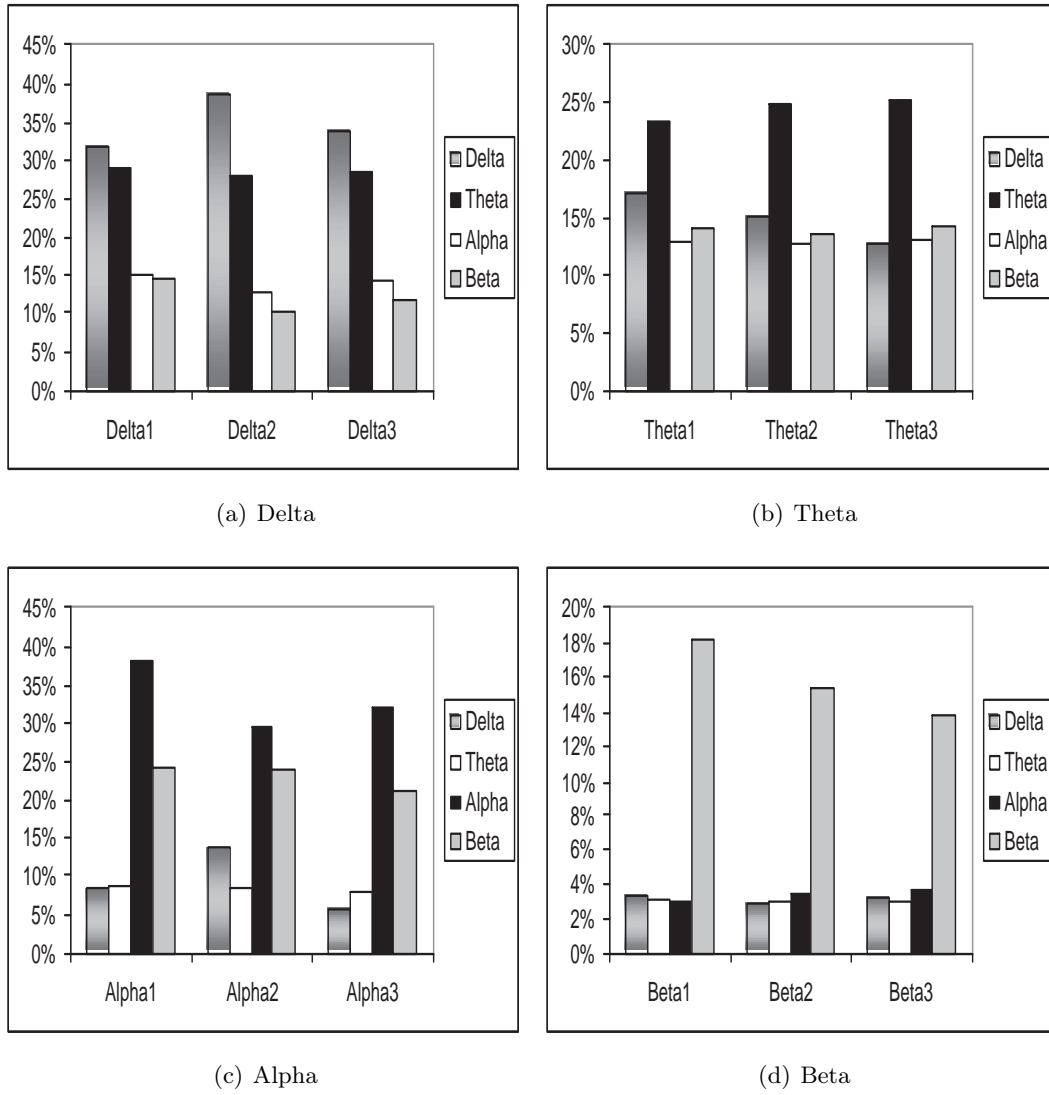 45%
40%
35%
30%
25%
20%
15%
10%
5%
0%
Delta1 Delta2 Delta3
Delta
Theta
Alpha
Beta
(a) Delta
30%
25%
20%
15%
10%
5%
0%
Theta1 Theta2 Theta3
Delta
Theta
Alpha
Beta
(b) Theta
45%
40%
35%
30%
25%
20%
15%
10%
5%
0%
Alpha1 Alpha2 Alpha3
Delta
Theta
Alpha
Beta
(c) Alpha
20%
18%
16%
14%
12%
10%
8%
6%
4%
2%
0%
Beta1 Beta2 Beta3
Delta
Theta
Alpha
Beta
(d) Beta